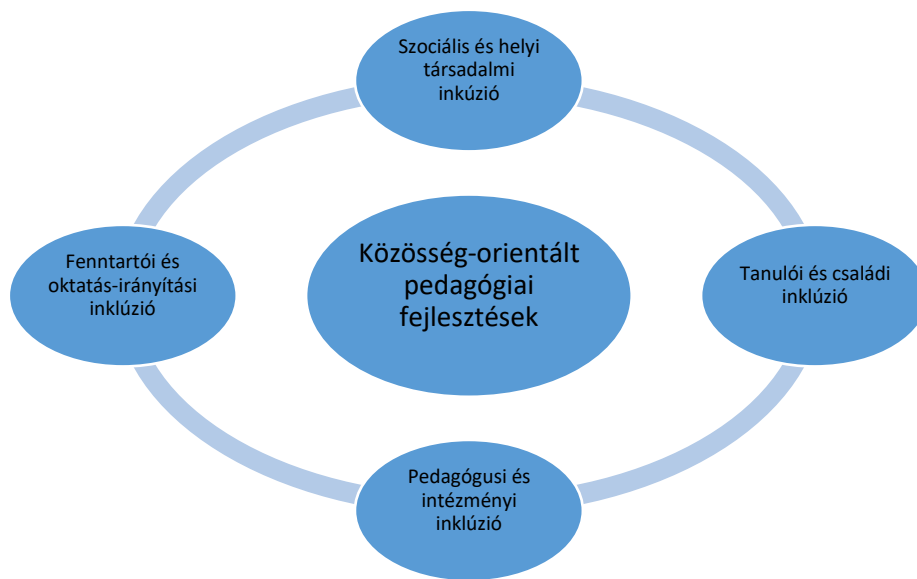 Szociális és helyi
társadalmi
inkúzió
Közösség-orientált
pedagógiai
fejlesztések
Fenntartói és
oktatás-irányítási
inklúzió
Tanulói és családi
inklúzió
Pedagógusi és
intézményi
inklúzió